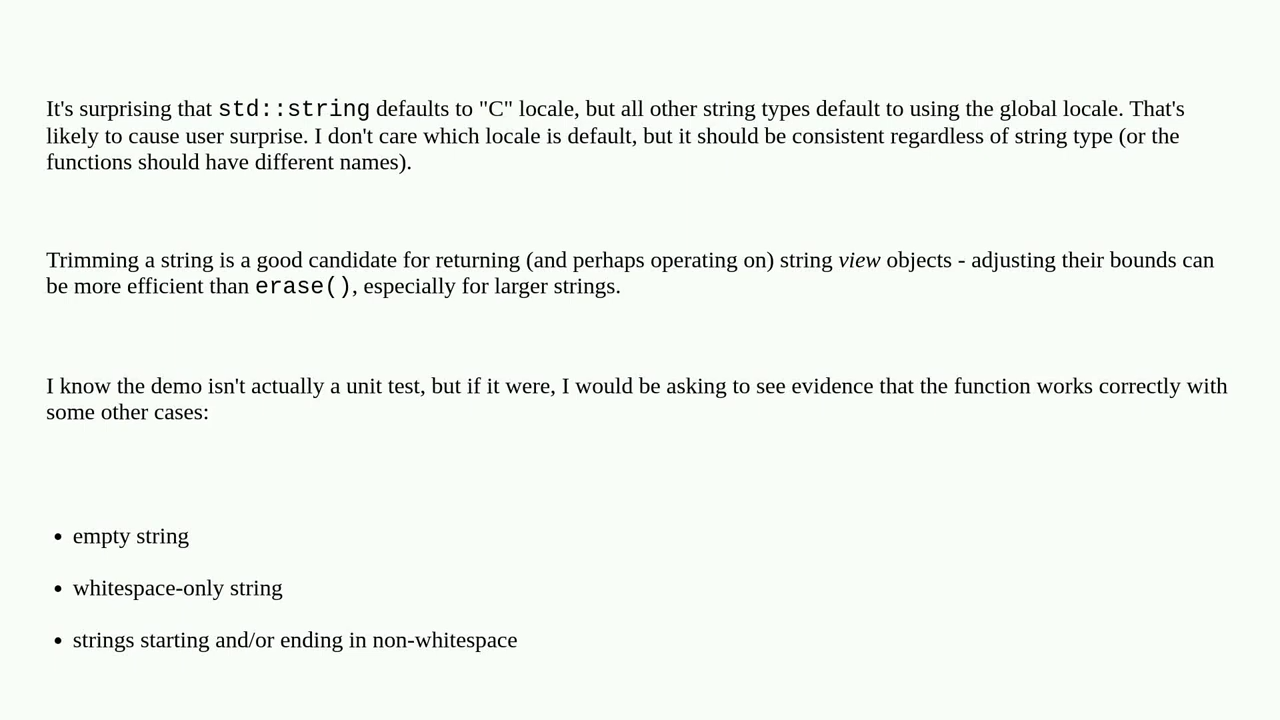 It's surprising that std::string defaults to "C" locale, but all other string types default to using the global locale. That's
likely to cause user surprise. I don't care which locale is default, but it should be consistent regardless of string type (or the
functions should have different names).
Trimming a string is a good candidate for returning (and perhaps operating on) string view objects - adjusting their bounds can
be more efficient than erase(), especially for larger strings.
I know the demo isn't actually a unit test, but if it were, I would be asking to see evidence that the function works correctly with
some other cases:
• empty string
• whitespace-only string
• strings starting and/or ending in non-whitespace